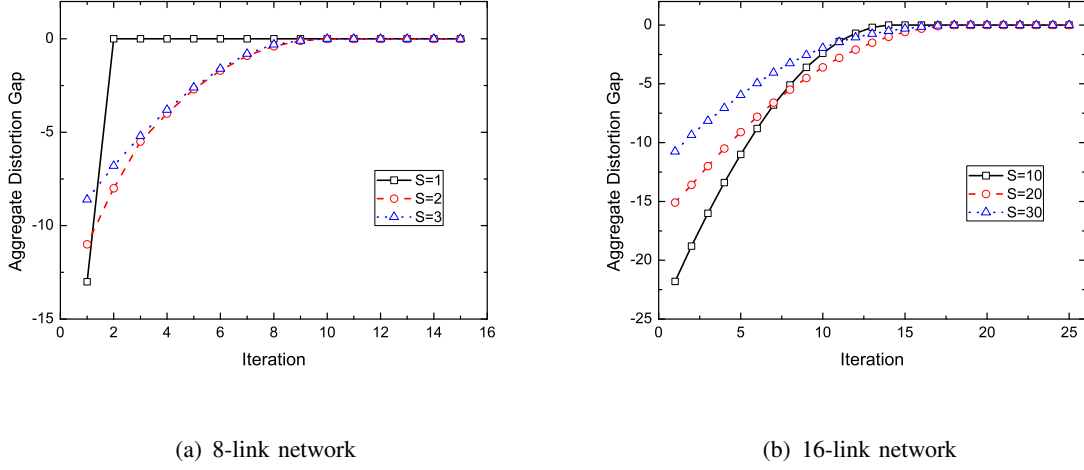 0
-5
-10
-15
Aggregate Distortion Gap
0 2 4 6 8 10 12 14 16
Iteration
S=1
S=2
S=3
(a) 8-link network
0
-5
-10
-15
-20
-25
Aggregate Distortion Gap
0 5 10 15 20 25
Iteration
S=10
S=20
S=30
(b) 16-link network